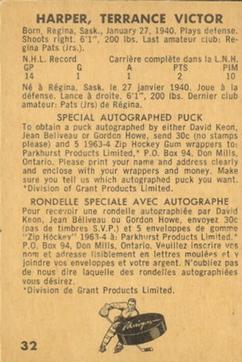 HARPER, TERRANCE VICTOR
Born, Regina, Sask., January 27, 1940. Plays defense.
Shoots right. 6'1", 200 lbs. Last amateur club: Re-
gina Pats (Jrs.).
N.H.L. Record Carrière complète dans la L.N.H.
GP G A PTS PIM
14 1 1 2 10
Né à Régina, Sask. le 27 janvier 1940. Joue à la
défense. Lance à droite. 6'1", 200 lbs. Dernier club
amateur: Pats (Jrs) de Régina.
SPECIAL AUTOGRAPHED PUCK
To obtain a puck autographed by either David Keon,
Jean Beliveau or Gordon Howe, send 30c (no stamps
please) and 5 1963-4 Zip Hockey Gum wrappers to:
Parkhurst Products Limited,* P.O. Box 94, Don Mills,
Ontario. Please print your name and address clearly
and enclose with your wrappers and money. Make
sure you tell us which autographed puck you want.
*Division of Grant Products Limited.
RONDELLE SPECIALE AVEC AUTOGRAPHE
Pour recevoir une rondelle autographiée par David
Keon, Jean Béliveau ou Gordon Howe, envoyez 30c
(pas de timbres S.V.P.) et 5 enveloppes de gomme
"Zip Hockey" 1963-4 à: Parkhurst Products Limited.*
P.O. Box 94, Don Mills, Ontario. Veuillez inscrire vos
nom et adresse lisiblement en lettres moulées et y
joindre vos enveloppes et votre argent. N'oubliez pas
de nous dire laquelle des rondelles autographiées
vous désirez.
*Division de Grant Products Limited.
32